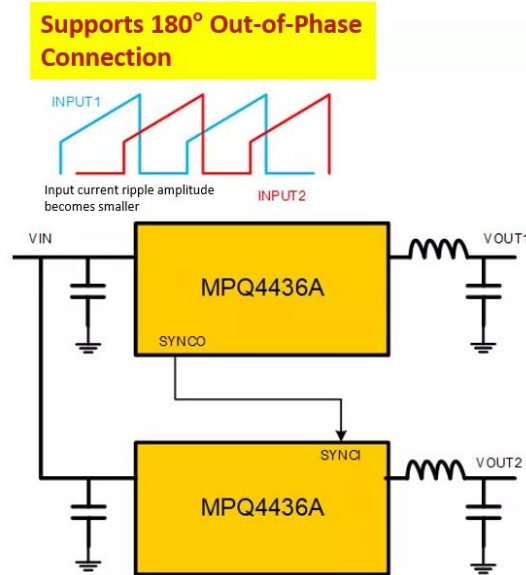 Supports 180° Out-of-Phase
Connection
INPUT1
Input current ripple amplitude
becomes smaller
INPUT2
VIN
VOUT1
MPQ4436A
SYNCO
SYNCI
VOUT2
MPQ4436A